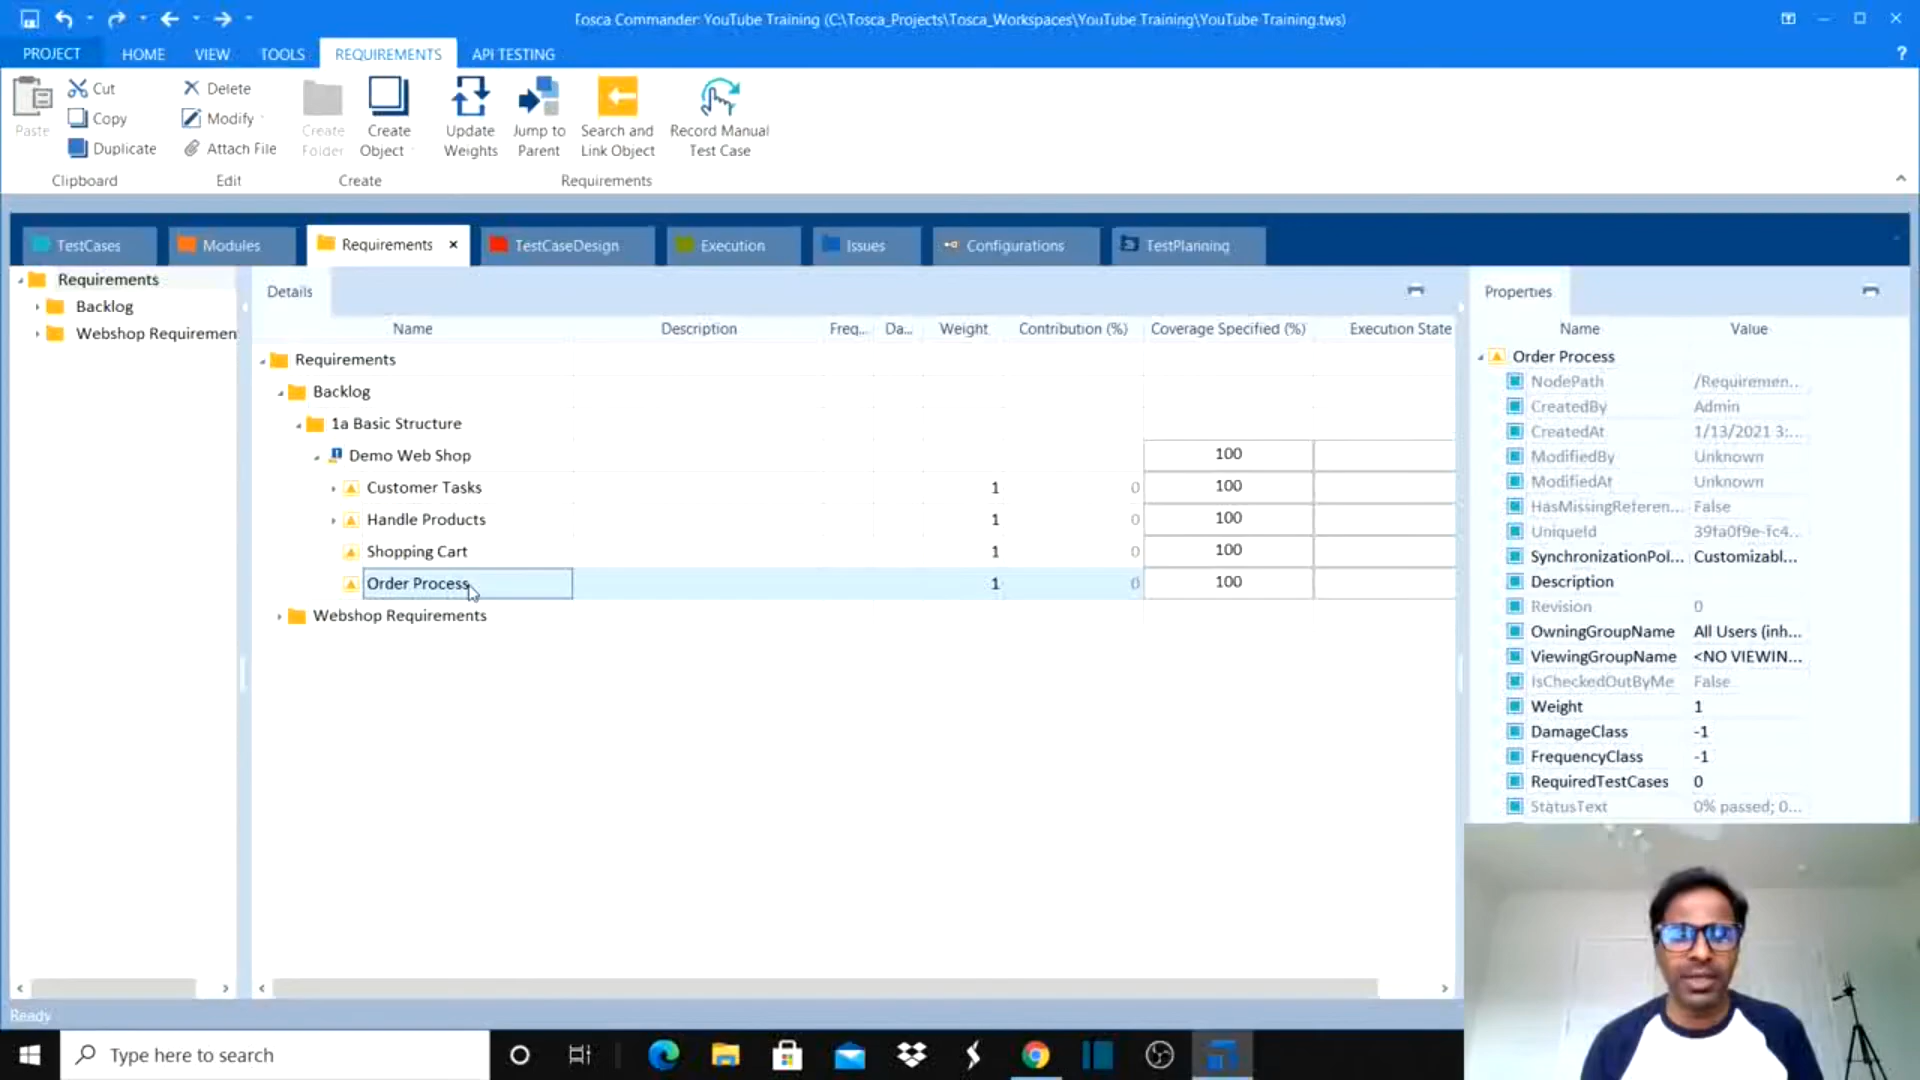 Tosca Commander: YouTube Training (C:\Tosca_Projects\Tosca_Workspaces\YouTube Training\YouTube Training.tws)
PROJECT HOME VIEW TOOLS REQUIREMENTS API TESTING ?
Paste
Cut
Copy
Duplicate
Clipboard
Delete
Modify
Attach File
Edit
Create Folder
Create Object
Create
Update Weights
Jump to Parent
Search and Link Object
Record Manual Test Case
Requirements
TestCases Modules Requirements × TestCaseDesign Execution Issues Configurations TestPlanning
Requirements
Backlog
Webshop Requiremen
Details
Name Description Freq... Da... Weight Contribution (%) Coverage Specified (%) Execution State
Requirements
Backlog
1a Basic Structure
Demo Web Shop 100
Customer Tasks 1 0 100
Handle Products 1 0 100
Shopping Cart 1 0 100
Order Process 1 0 100
Webshop Requirements
Properties
Name Value
Order Process
NodePath /Requiremen...
CreatedBy Admin
CreatedAt 1/13/2021 3:...
ModifiedBy Unknown
ModifiedAt Unknown
HasMissingReferen... False
UniqueId 39fa0f9e-fc4...
SynchronizationPol... Customizabl...
Description
Revision 0
OwningGroupName All Users (inh...
ViewingGroupName <NO VIEWIN...
IsCheckedOutByMe False
Weight 1
DamageClass -1
FrequencyClass -1
RequiredTestCases 0
StatusText 0% passed; 0...
Ready
Type here to search